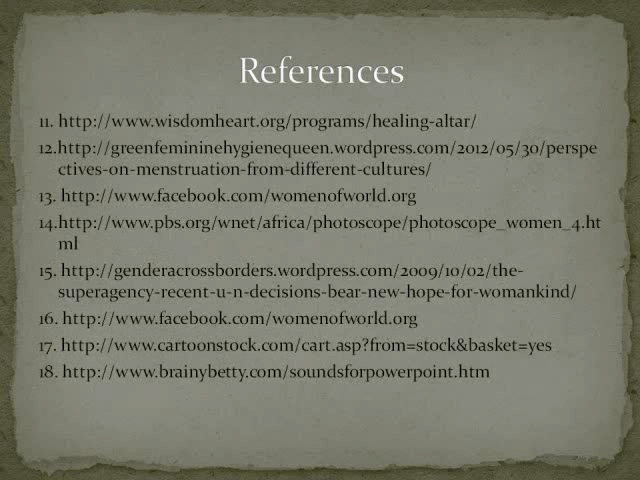 References
11. http://www.wisdomheart.org/programs/healing-altar/
12.http://greenfemininehygienequeen.wordpress.com/2012/05/30/perspe
ctives-on-menstruation-from-different-cultures/
13. http://www.facebook.com/womenofworld.org
14.http://www.pbs.org/wnet/africa/photoscope/photoscope_women_4.ht
ml
15. http://genderacrossborders.wordpress.com/2009/10/02/the-
superagency-recent-u-n-decisions-bear-new-hope-for-womankind/
16. http://www.facebook.com/womenofworld.org
17. http://www.cartoonstock.com/cart.asp?from=stock&basket=yes
18. http://www.brainybetty.com/soundsforpowerpoint.htm